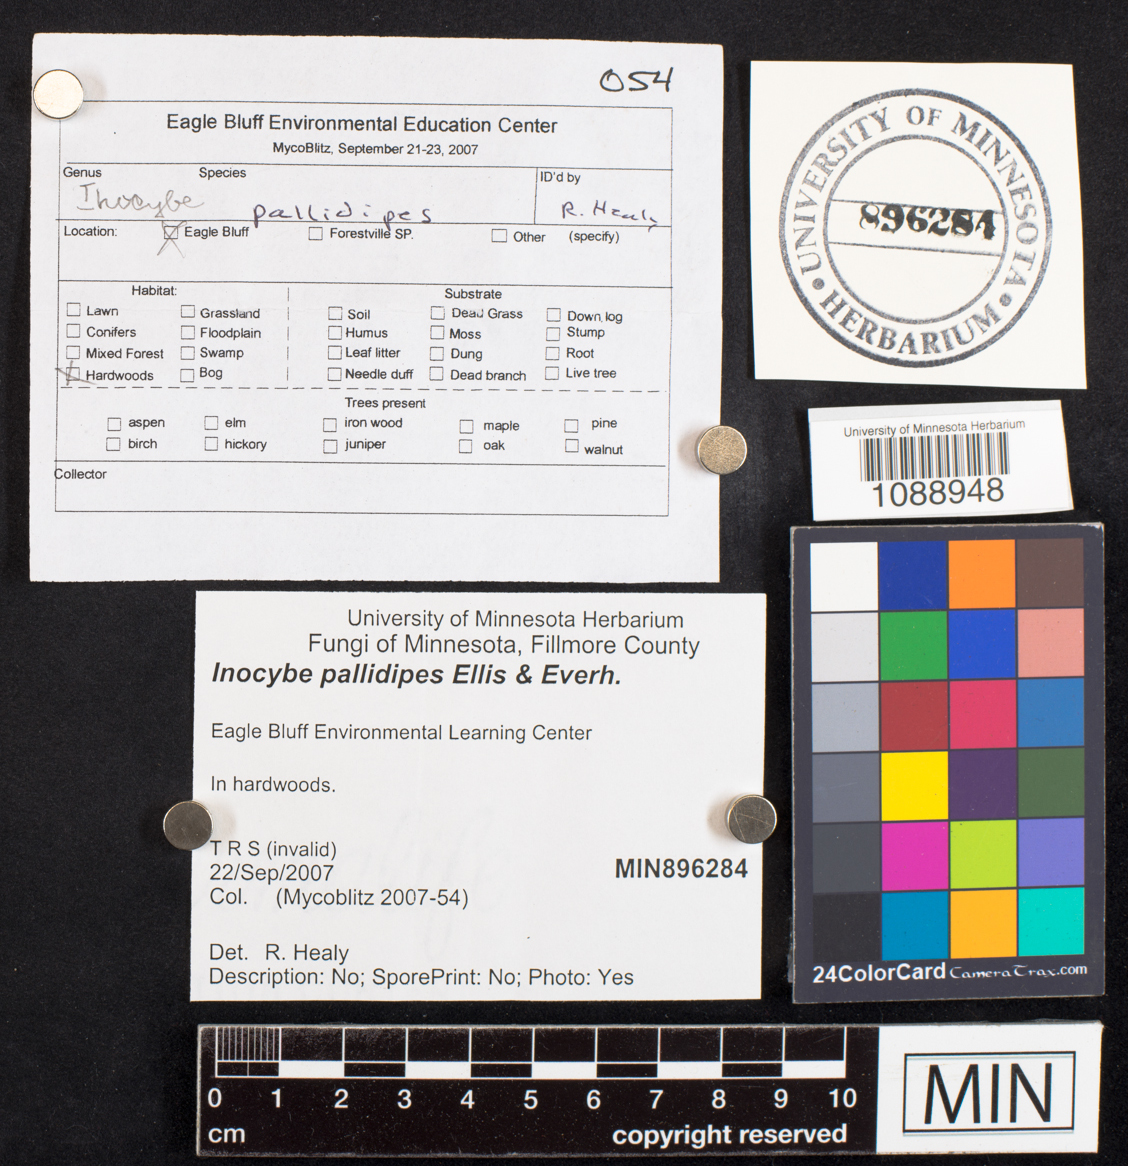 054
Eagle Bluff Environmental Education Center
MycoBlitz, September 21-23, 2007
Genus Species ID'd by
Inocybe pallidipes R. Healy
Location: Eagle Bluff Forestville SP. Other (specify)
Habitat: Substrate
Lawn Grassland Soil Dead Grass Down log
Conifers Floodplain Humus Moss Stump
Mixed Forest Swamp Leaf litter Dung Root
Hardwoods Bog Needle duff Dead branch Live tree
Trees present
aspen elm iron wood maple pine
birch hickory juniper oak walnut
Collector
UNIVERSITY OF MINNESOTA
896284
• HERBARIUM •
University of Minnesota Herbarium
1088948
University of Minnesota Herbarium
Fungi of Minnesota, Fillmore County
Inocybe pallidipes Ellis & Everh.
Eagle Bluff Environmental Learning Center
In hardwoods.
T R S (invalid)
22/Sep/2007
MIN896284
Col. (Mycoblitz 2007-54)
Det. R. Healy
Description: No; SporePrint: No; Photo: Yes
24ColorCard CameraTrax.com
0 1 2 3 4 5 6 7 8 9 10
cm copyright reserved
MIN